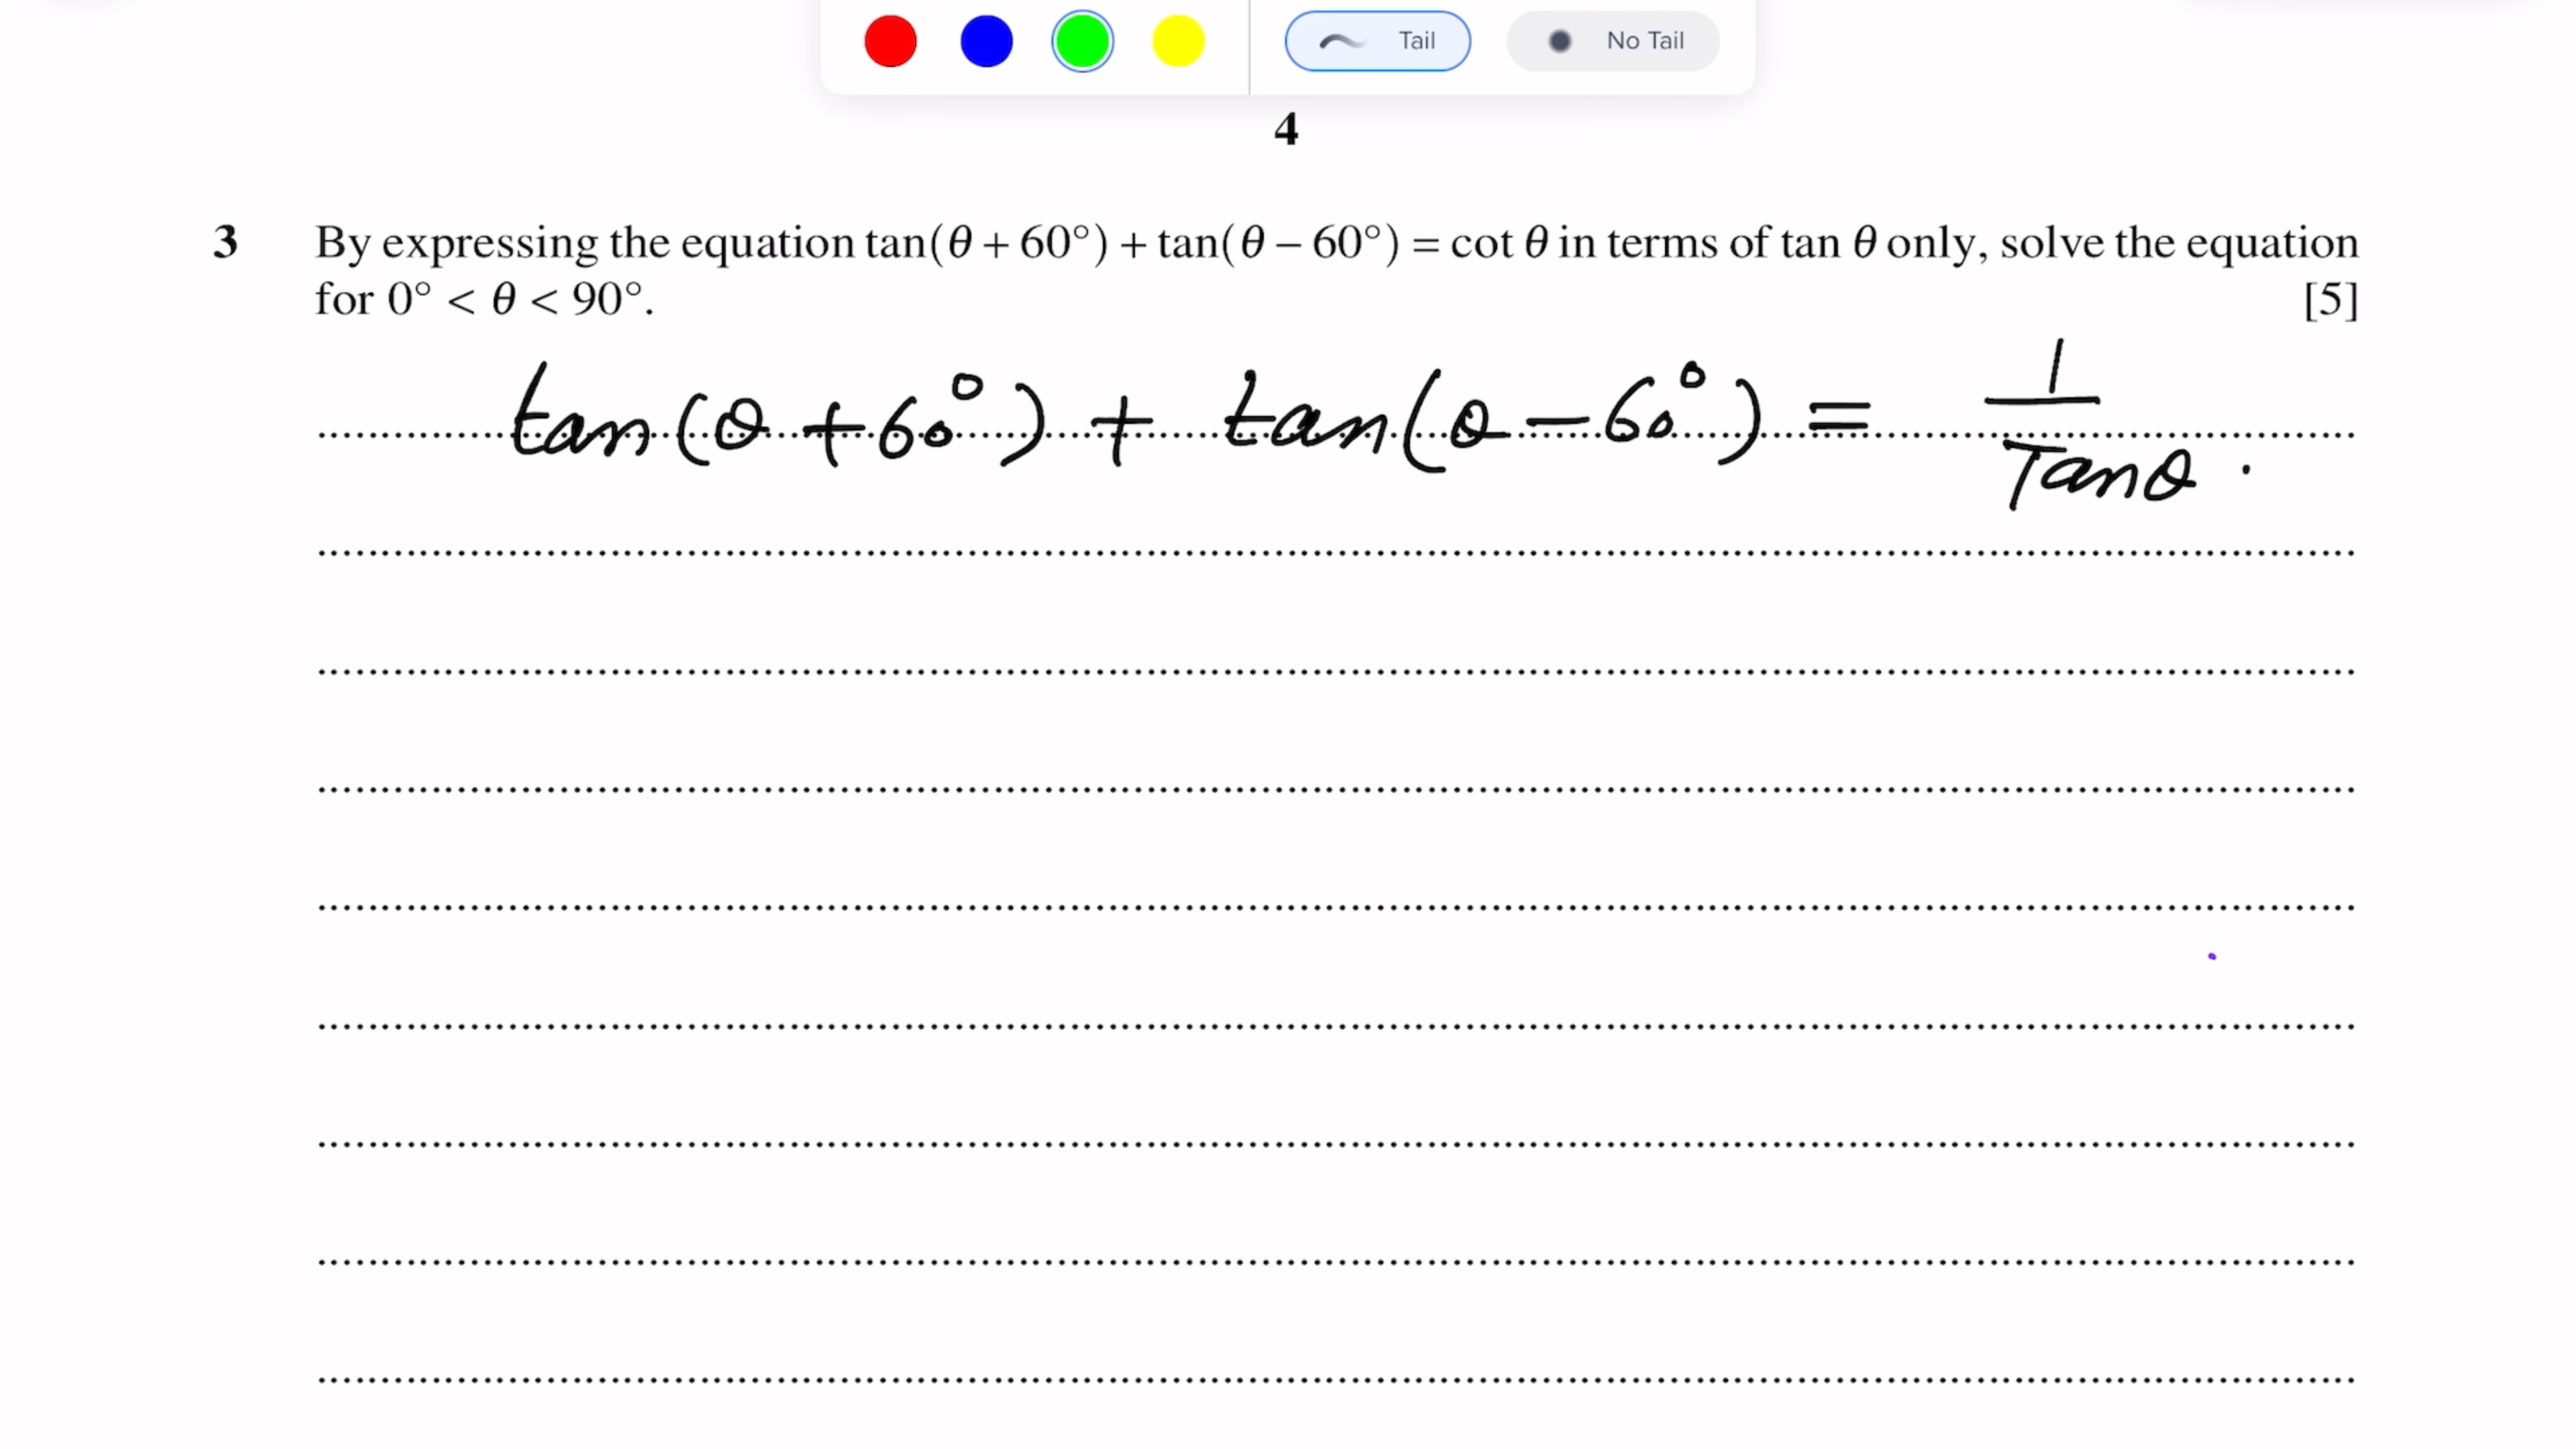 Tail No Tail
4
3 By expressing the equation tan(θ + 60°) + tan(θ − 60°) = cot θ in terms of tan θ only, solve the equation
for 0° < θ < 90°. [5]
tan(θ + 60°) + tan(θ − 60°) = 1/Tanθ .